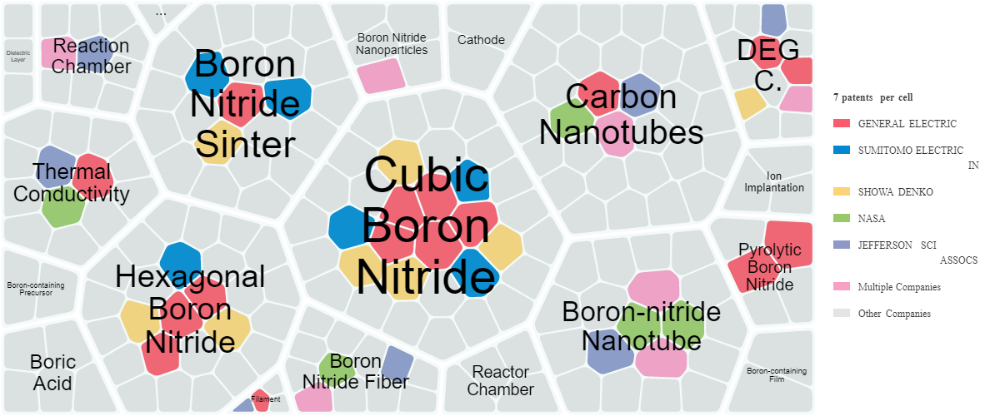 ...
Dielectric
Layer
Reaction
Chamber
Boron
Nitride
Sinter
Boron Nitride
Nanoparticles
Cathode
Carbon
Nanotubes
DEG
C.
Thermal
Conductivity
Cubic
Boron
Nitride
Ion
Implantation
Boron-containing
Precursor
Hexagonal
Boron
Nitride
Pyrolytic
Boron
Nitride
Boron-nitride
Nanotube
Boric
Acid
Boron
Nitride Fiber
Filament
Reactor
Chamber
Boron-containing
Film
7 patents per cell
GENERAL ELECTRIC
SUMITOMO ELECTRIC
IN
SHOWA DENKO
NASA
JEFFERSON SCI
ASSOCS
Multiple Companies
Other Companies